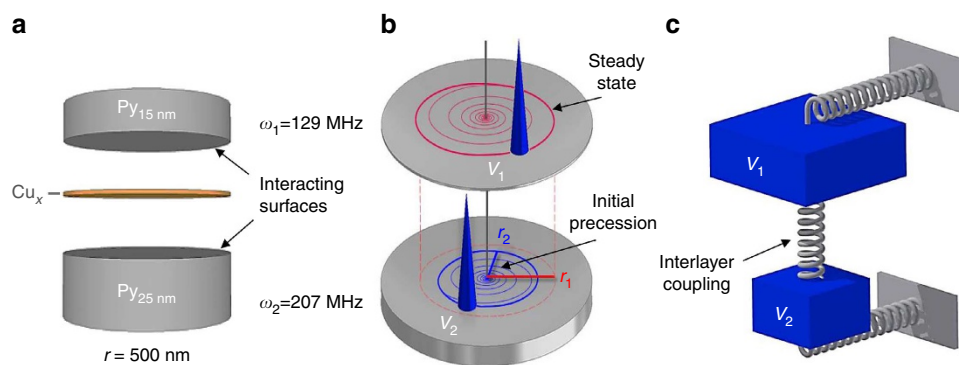 a
Py15 nm
Cux
Interacting
surfaces
Py25 nm
ω1=129 MHz
ω2=207 MHz
r = 500 nm
b
Steady
state
V1
Initial
precession
r2
r1
V2
c
V1
Interlayer
coupling
V2